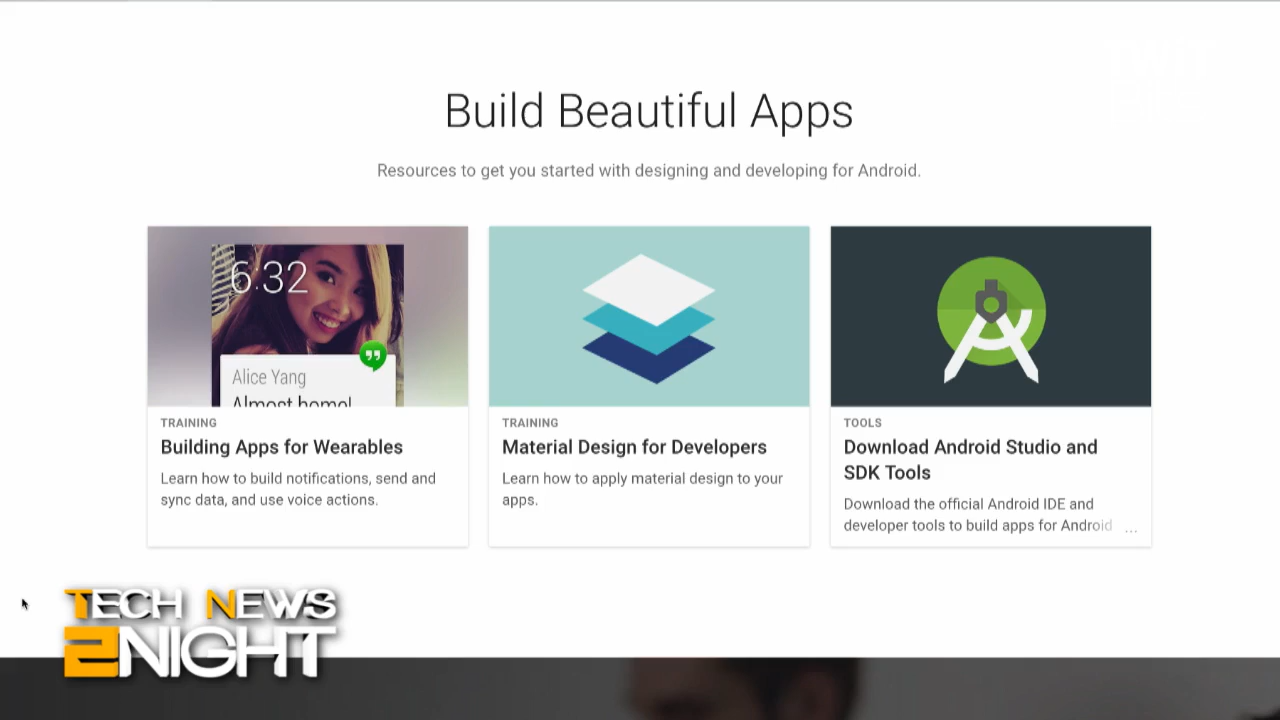 TWiT
Build Beautiful Apps
Resources to get you started with designing and developing for Android.
6:32
Alice Yang
Almost home!
TRAINING
Building Apps for Wearables
Learn how to build notifications, send and
sync data, and use voice actions.
TRAINING
Material Design for Developers
Learn how to apply material design to your
apps.
TOOLS
Download Android Studio and
SDK Tools
Download the official Android IDE and
developer tools to build apps for Android ...
TECH NEWS
2NIGHT